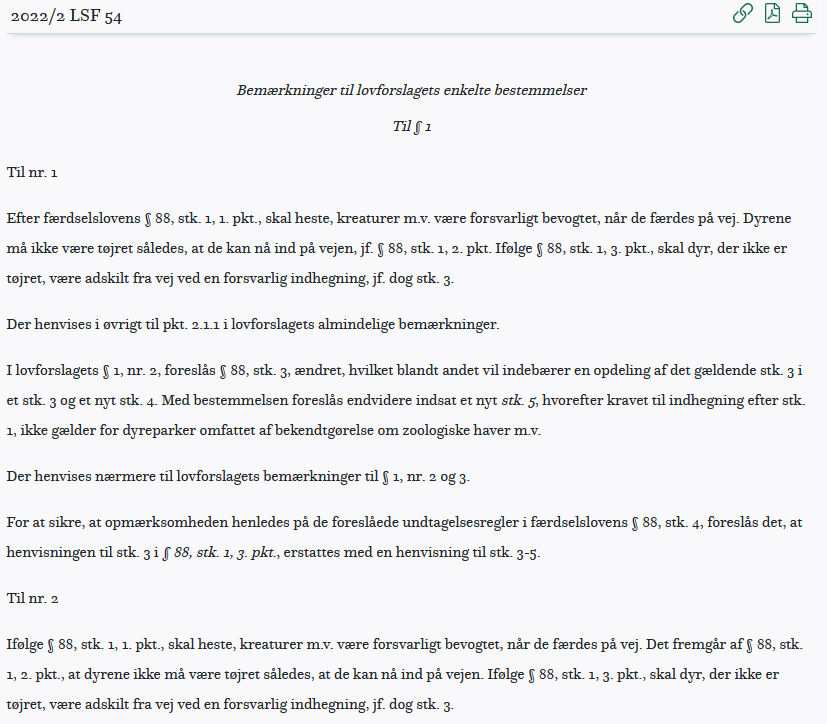 2022/2 LSF 54
Bemærkninger til lovforslagets enkelte bestemmelser
Til § 1
Til nr. 1
Efter færdselslovens § 88, stk. 1, 1. pkt., skal heste, kreaturer m.v. være forsvarligt bevogtet, når de færdes på vej. Dyrene
må ikke være tøjret således, at de kan nå ind på vejen, jf. § 88, stk. 1, 2. pkt. Ifølge § 88, stk. 1, 3. pkt., skal dyr, der ikke er
tøjret, være adskilt fra vej ved en forsvarlig indhegning, jf. dog stk. 3.
Der henvises i øvrigt til pkt. 2.1.1 i lovforslagets almindelige bemærkninger.
I lovforslagets § 1, nr. 2, foreslås § 88, stk. 3, ændret, hvilket blandt andet vil indebærer en opdeling af det gældende stk. 3 i
et stk. 3 og et nyt stk. 4. Med bestemmelsen foreslås endvidere indsat et nyt stk. 5, hvorefter kravet til indhegning efter stk.
1, ikke gælder for dyreparker omfattet af bekendtgørelse om zoologiske haver m.v.
Der henvises nærmere til lovforslagets bemærkninger til § 1, nr. 2 og 3.
For at sikre, at opmærksomheden henledes på de foreslåede undtagelsesregler i færdselslovens § 88, stk. 4, foreslås det, at
henvisningen til stk. 3 i § 88, stk. 1, 3. pkt., erstattes med en henvisning til stk. 3-5.
Til nr. 2
Ifølge § 88, stk. 1, 1. pkt., skal heste, kreaturer m.v. være forsvarligt bevogtet, når de færdes på vej. Det fremgår af § 88, stk.
1, 2. pkt., at dyrene ikke må være tøjret således, at de kan nå ind på vejen. Ifølge § 88, stk. 1, 3. pkt., skal dyr, der ikke er
tøjret, være adskilt fra vej ved en forsvarlig indhegning, jf. dog stk. 3.